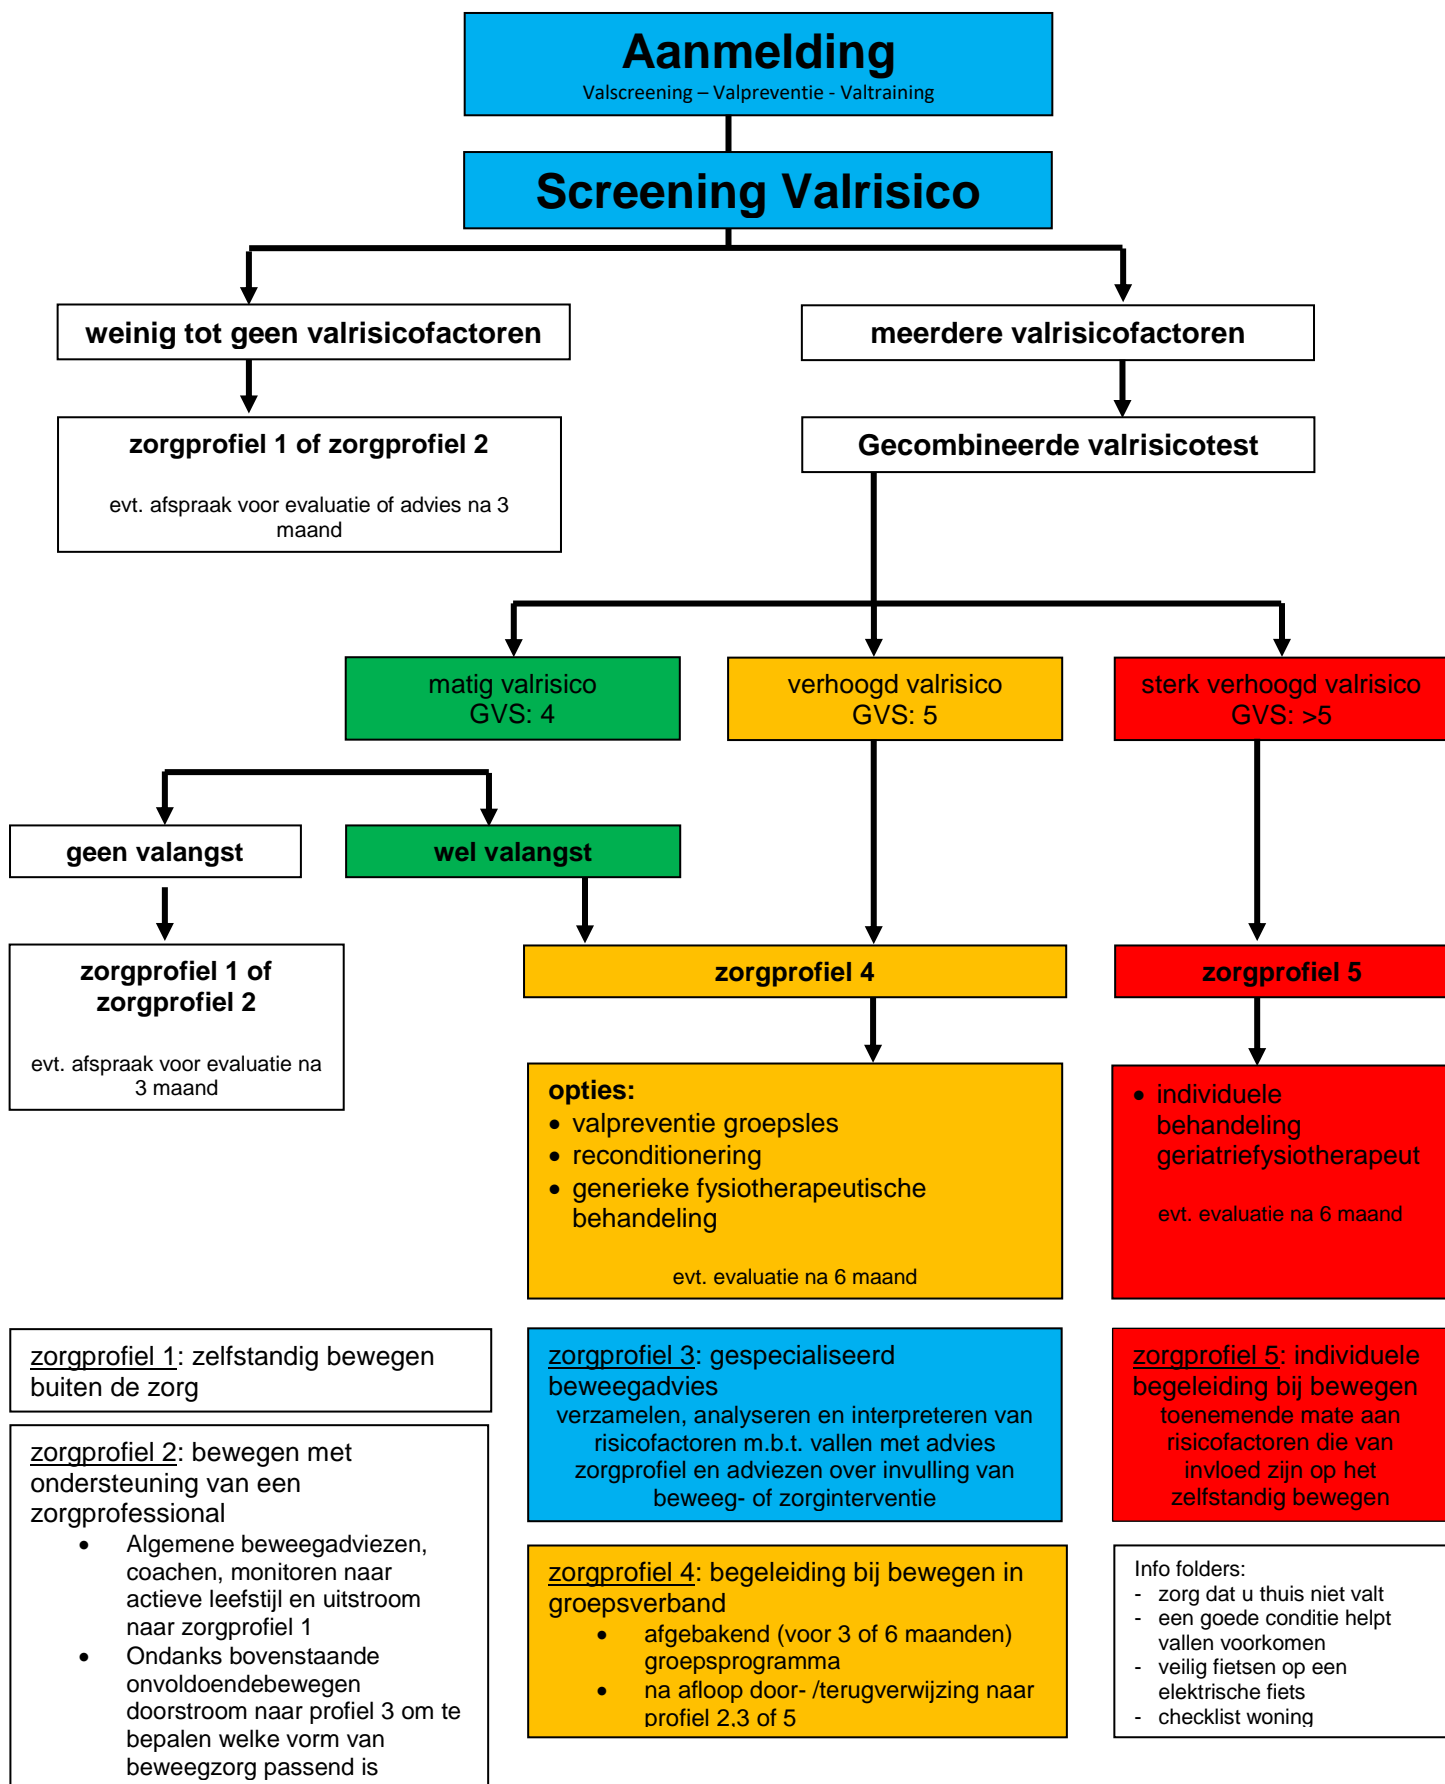 Aanmelding
Valscreening – Valpreventie - Valtraining
Screening Valrisico
weinig tot geen valrisicofactoren
meerdere valrisicofactoren
zorgprofiel 1 of zorgprofiel 2
evt. afspraak voor evaluatie of advies na 3
maand
Gecombineerde valrisicotest
matig valrisico
GVS: 4
verhoogd valrisico
GVS: 5
sterk verhoogd valrisico
GVS: >5
geen valangst
wel valangst
zorgprofiel 1 of
zorgprofiel 2
evt. afspraak voor evaluatie na
3 maand
zorgprofiel 4
zorgprofiel 5
opties:
• valpreventie groepsles
• reconditionering
• generieke fysiotherapeutische
behandeling
evt. evaluatie na 6 maand
• individuele
behandeling
geriatriefysiotherapeut
evt. evaluatie na 6 maand
zorgprofiel 1: zelfstandig bewegen
buiten de zorg
zorgprofiel 2: bewegen met
ondersteuning van een
zorgprofessional
• Algemene beweegadviezen,
coachen, monitoren naar
actieve leefstijl en uitstroom
naar zorgprofiel 1
• Ondanks bovenstaande
onvoldoendebewegen
doorstroom naar profiel 3 om te
bepalen welke vorm van
beweegzorg passend is
zorgprofiel 3: gespecialiseerd
beweegadvies
verzamelen, analyseren en interpreteren van
risicofactoren m.b.t. vallen met advies
zorgprofiel en adviezen over invulling van
beweeg- of zorginterventie
zorgprofiel 4: begeleiding bij bewegen in
groepsverband
• afgebakend (voor 3 of 6 maanden)
groepsprogramma
• na afloop door- /terugverwijzing naar
profiel 2,3 of 5
zorgprofiel 5: individuele
begeleiding bij bewegen
toenemende mate aan
risicofactoren die van
invloed zijn op het
zelfstandig bewegen
Info folders:
- zorg dat u thuis niet valt
- een goede conditie helpt
vallen voorkomen
- veilig fietsen op een
elektrische fiets
- checklist woning